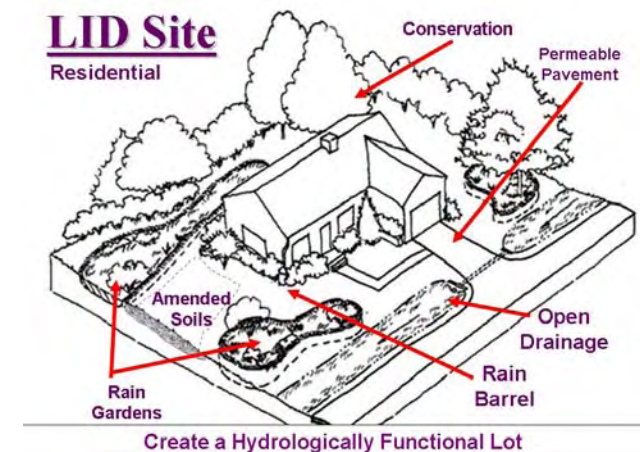 LID Site
Residential
Conservation
Permeable
Pavement
Amended
Soils
Open
Drainage
Rain
Barrel
Rain
Gardens
Create a Hydrologically Functional Lot